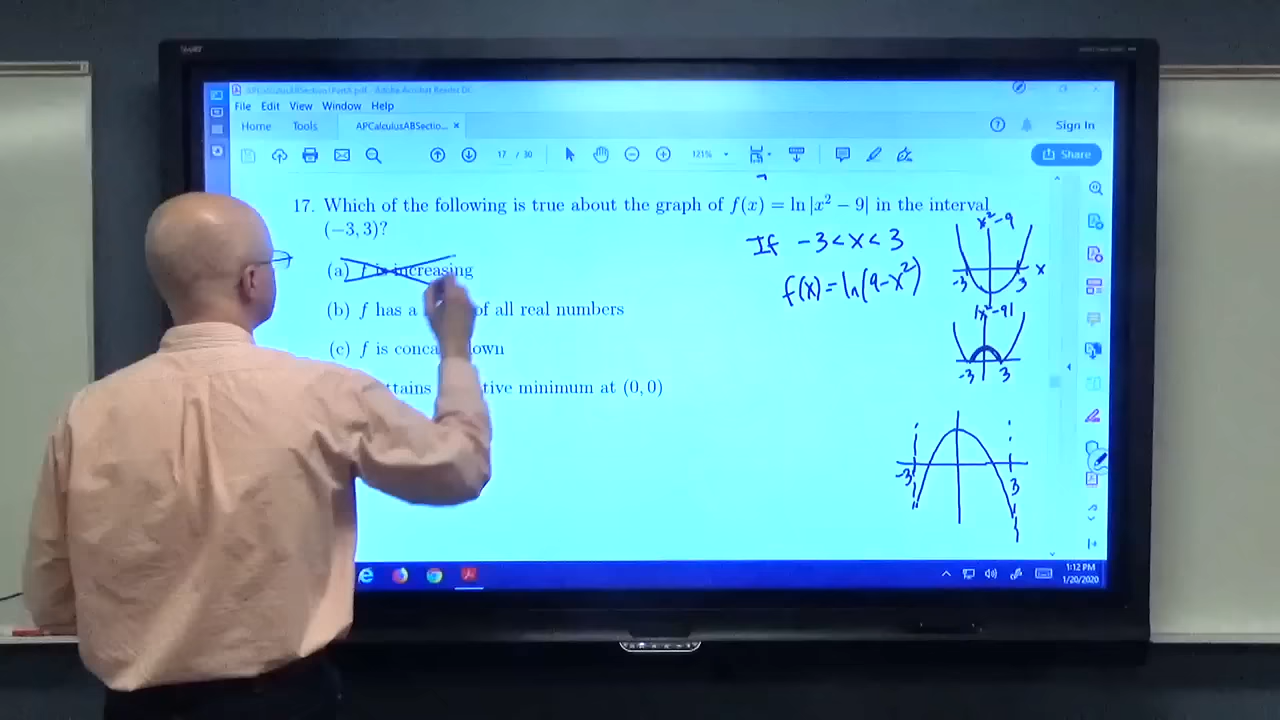 SMART
APCalculusABSection1PartA.pdf - Adobe Acrobat Reader DC
File Edit View Window Help
Home Tools APCalculusABSectio... × Sign In
17 / 30 121% Share
17. Which of the following is true about the graph of f(x) = ln |x² − 9| in the interval
(−3, 3)?
(a) f is increasing
(b) f has a of all real numbers
(c) f is down
minimum at (0, 0)
If -3 < x < 3
f(x) = ln(9-x²)
x²-9
-3 3 x
|x²-9|
-3 3
-3 3
1:12 PM
1/20/2020